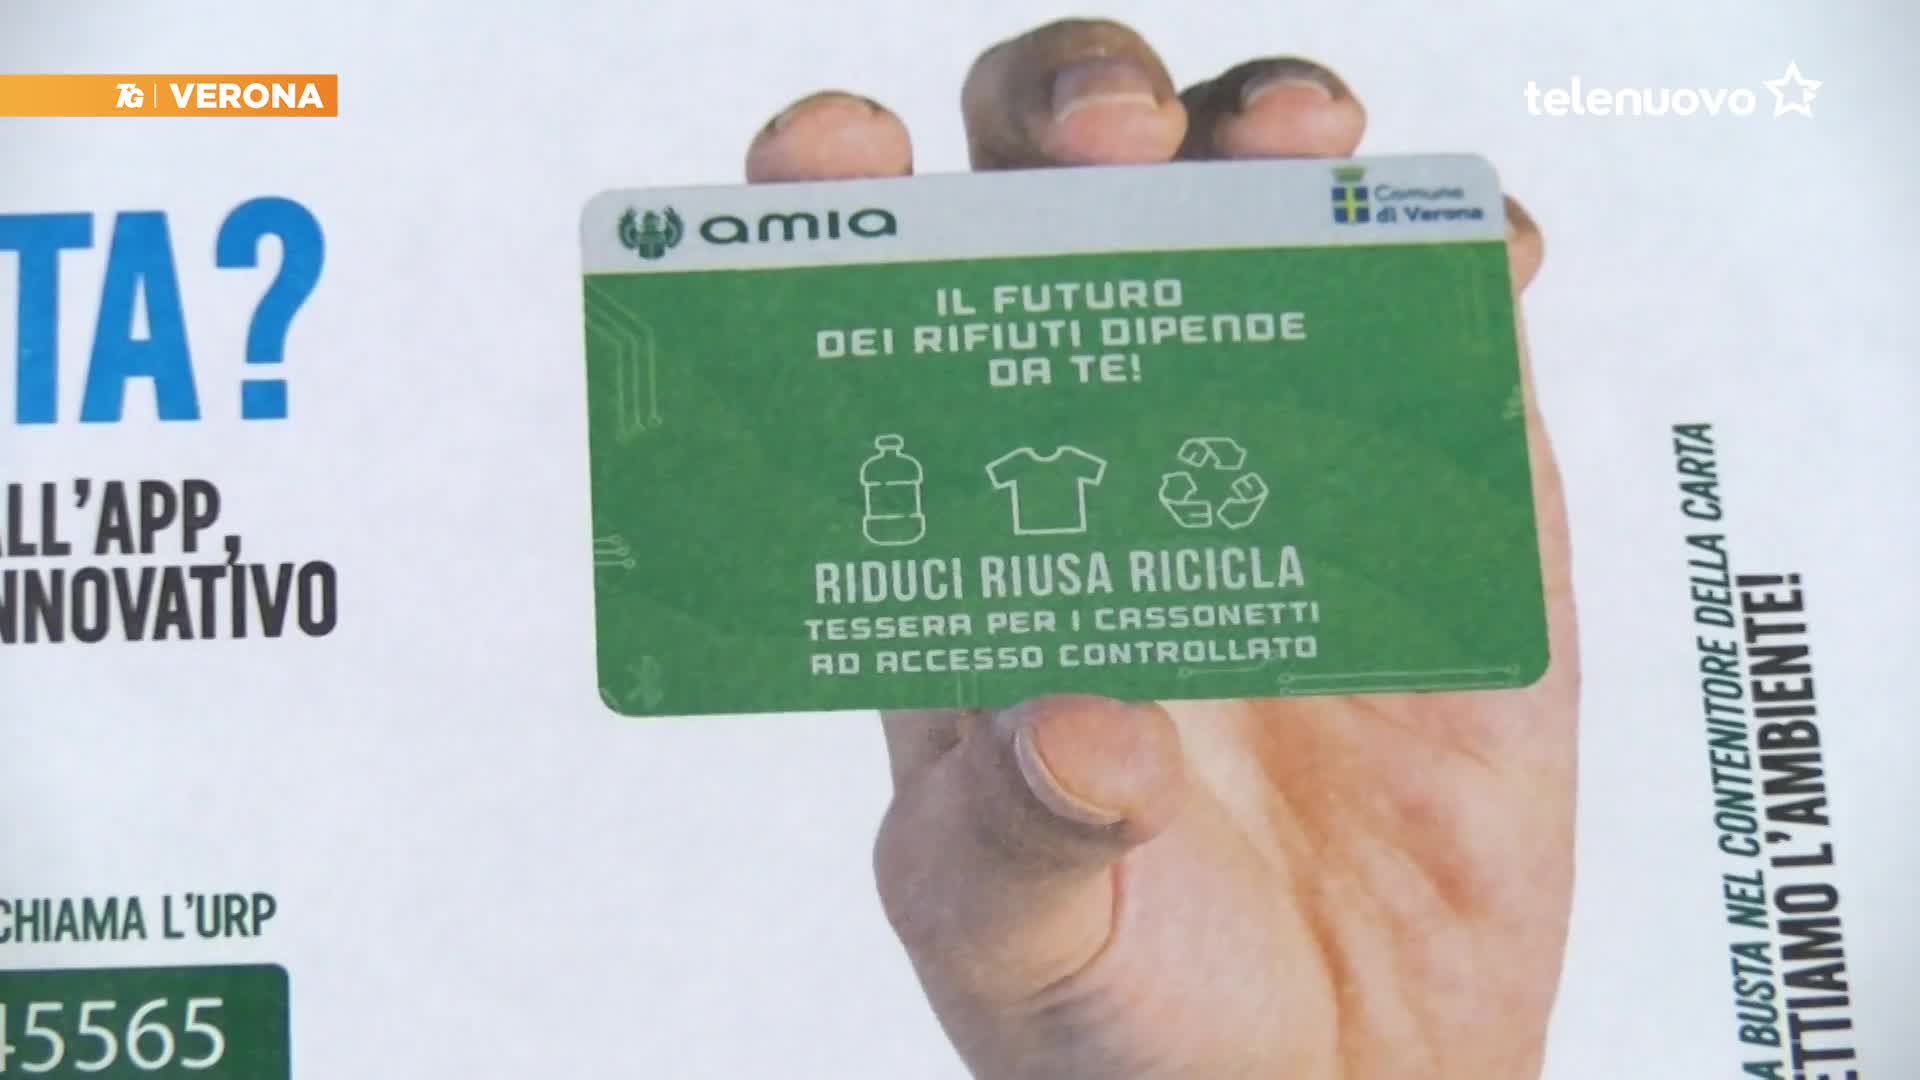 TG | VERONA
telenuovo
TA?
ALL'APP,
INNOVATIVO
CHIAMA L'URP
45565
amia
Comune
di Verona
IL FUTURO
DEI RIFIUTI DIPENDE
DA TE!
RIDUCI RIUSA RICICLA
TESSERA PER I CASSONETTI
AD ACCESSO CONTROLLATO
A BUSTA NEL CONTENITORE DELLA CARTA
ETTIAMO L'AMBIENTE!